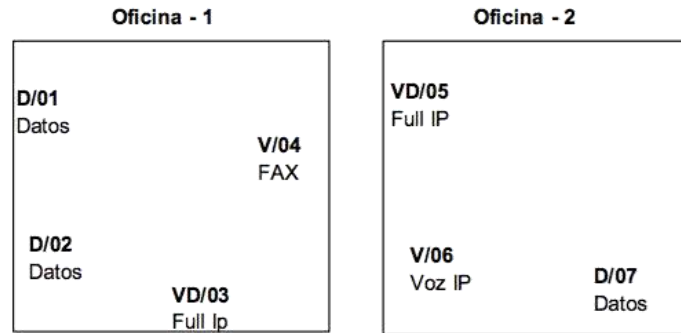 Oficina - 1
D/01
Datos
V/04
FAX
D/02
Datos
VD/03
Full Ip
Oficina - 2
VD/05
Full IP
V/06
Voz IP
D/07
Datos